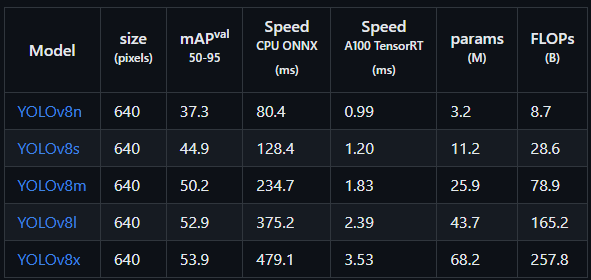 Model size (pixels) mAPval 50-95 Speed CPU ONNX (ms) Speed A100 TensorRT (ms) params (M) FLOPs (B)
YOLOv8n 640 37.3 80.4 0.99 3.2 8.7
YOLOv8s 640 44.9 128.4 1.20 11.2 28.6
YOLOv8m 640 50.2 234.7 1.83 25.9 78.9
YOLOv8l 640 52.9 375.2 2.39 43.7 165.2
YOLOv8x 640 53.9 479.1 3.53 68.2 257.8